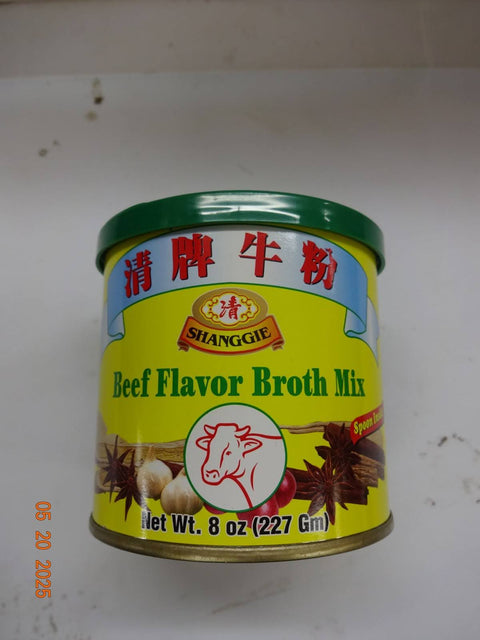 清牌牛粉
清
SHANGGIE
Beef Flavor Broth Mix
Spoon
Net Wt. 8 oz (227 Gm)
05 20 2025